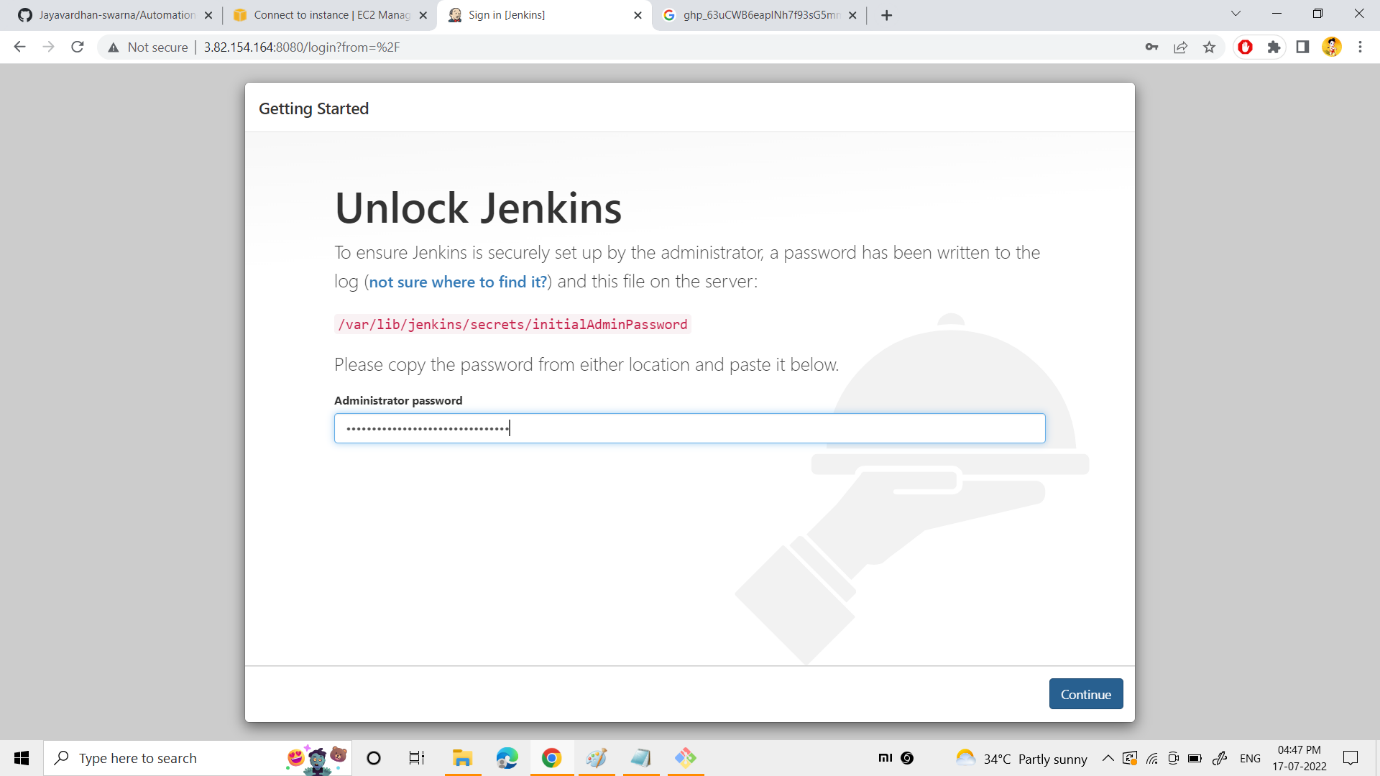 Jayavardhan-swarna/Automation
Connect to instance | EC2 Manag
Sign in [Jenkins]
Not secure
3.82.154.164:8080/login?from=%2F
Getting Started
Unlock Jenkins
To ensure Jenkins is securely set up by the administrator, a password has been written to the
log (not sure where to find it?) and this file on the server:
/var/lib/jenkins/secrets/initialAdminPassword
Please copy the password from either location and paste it below.
Administrator password
Continue
Type here to search
34°C Partly sunny
ENG
04:47 PM
17-07-2022